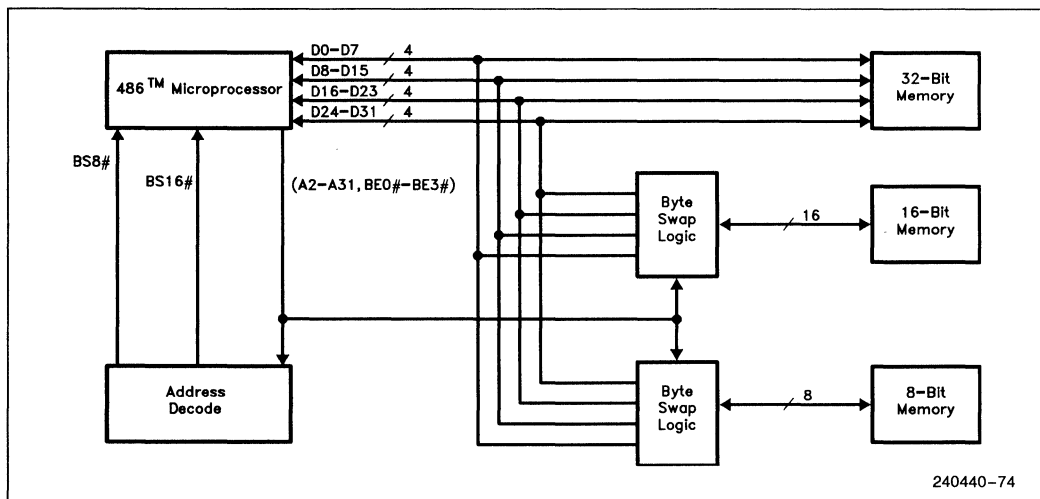 486™ Microprocessor
D0-D7 4
D8-D15 4
D16-D23 4
D24-D31 4
32-Bit
Memory
BS8#
BS16#
(A2-A31, BE0#-BE3#)
Byte
Swap
Logic
16
16-Bit
Memory
Address
Decode
Byte
Swap
Logic
8
8-Bit
Memory
240440-74